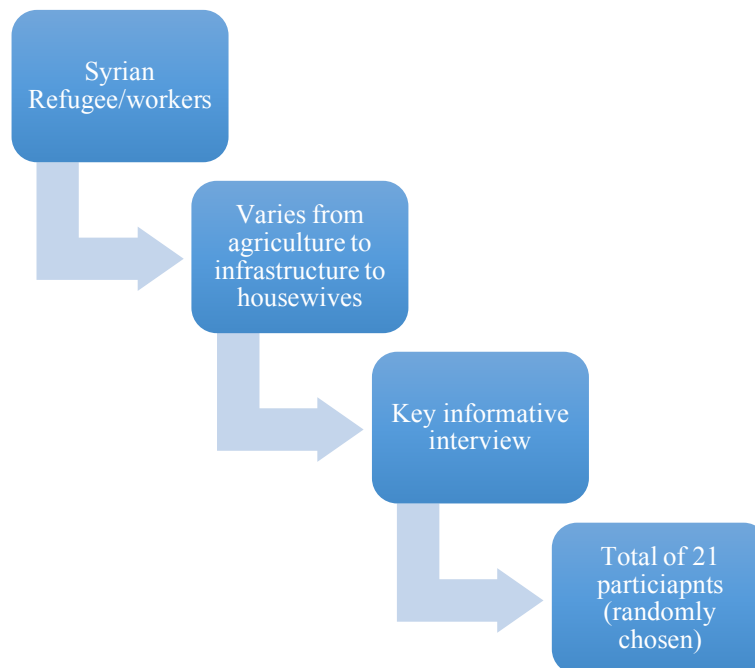 Syrian
Refugee/workers
Varies from
agriculture to
infrastructure to
housewives
Key informative
interview
Total of 21
particiapnts
(randomly
chosen)